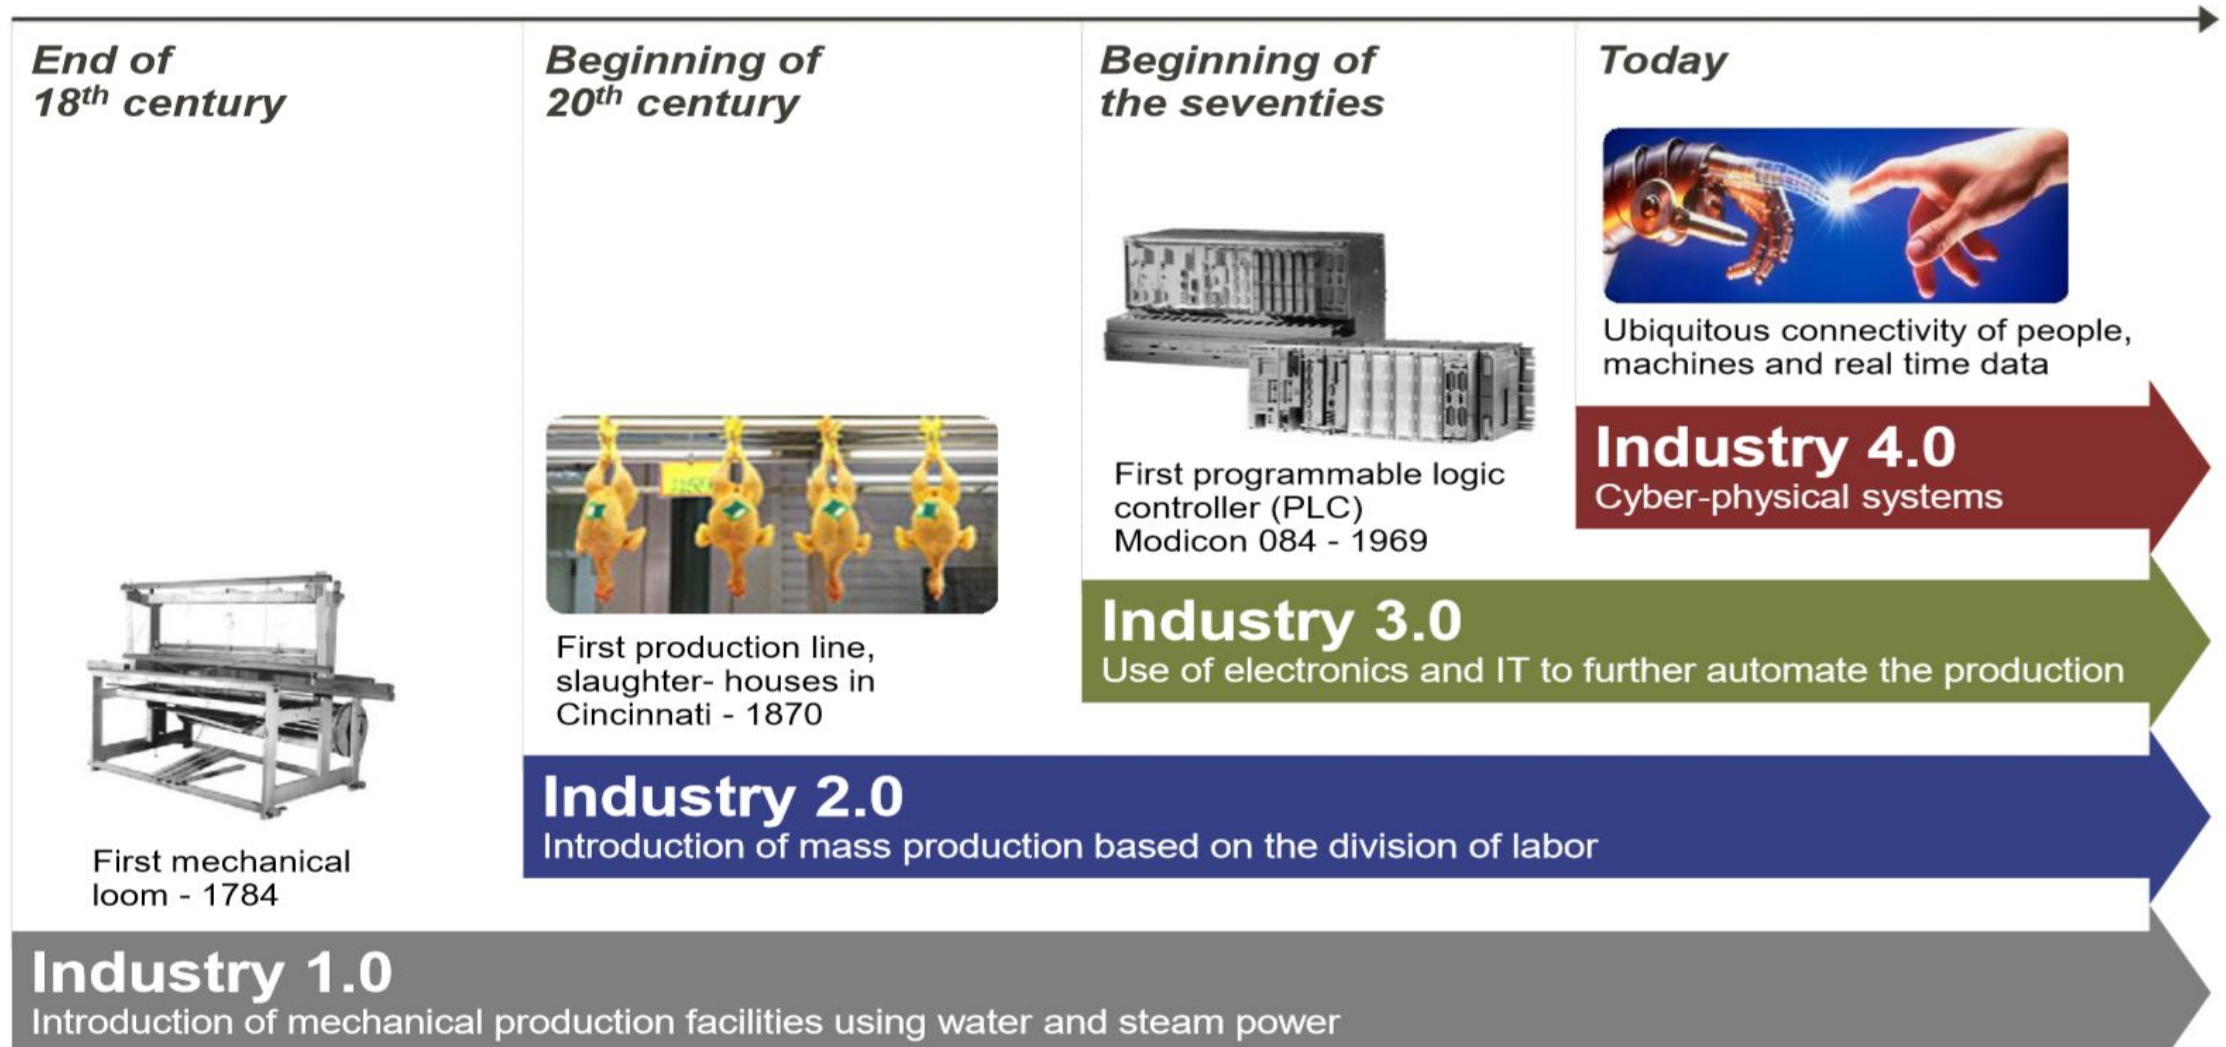 End of
18th century
First mechanical
loom - 1784
Industry 1.0
Introduction of mechanical production facilities using water and steam power
Beginning of
20th century
First production line,
slaughter- houses in
Cincinnati - 1870
Industry 2.0
Introduction of mass production based on the division of labor
Beginning of
the seventies
First programmable logic
controller (PLC)
Modicon 084 - 1969
Industry 3.0
Use of electronics and IT to further automate the production
Today
Ubiquitous connectivity of people,
machines and real time data
Industry 4.0
Cyber-physical systems